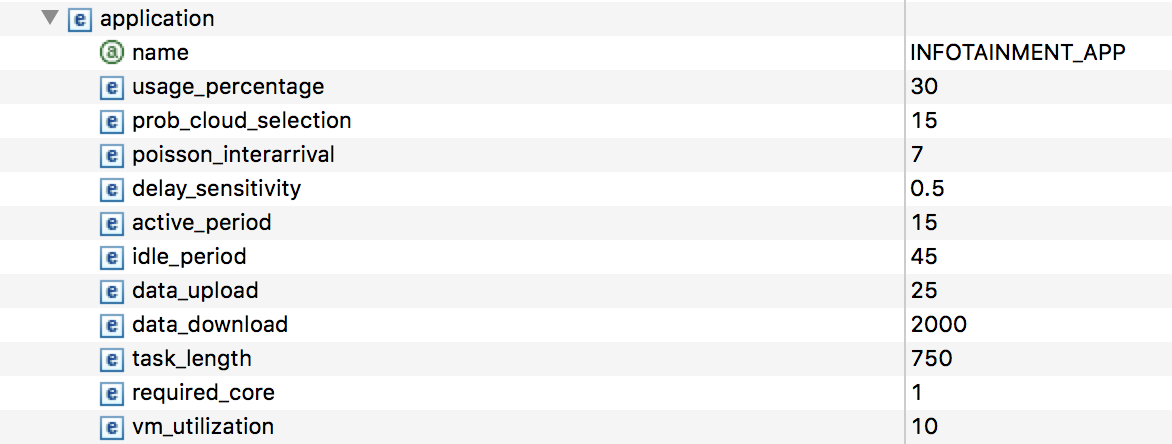 application
name INFOTAINMENT_APP
usage_percentage 30
prob_cloud_selection 15
poisson_interarrival 7
delay_sensitivity 0.5
active_period 15
idle_period 45
data_upload 25
data_download 2000
task_length 750
required_core 1
vm_utilization 10